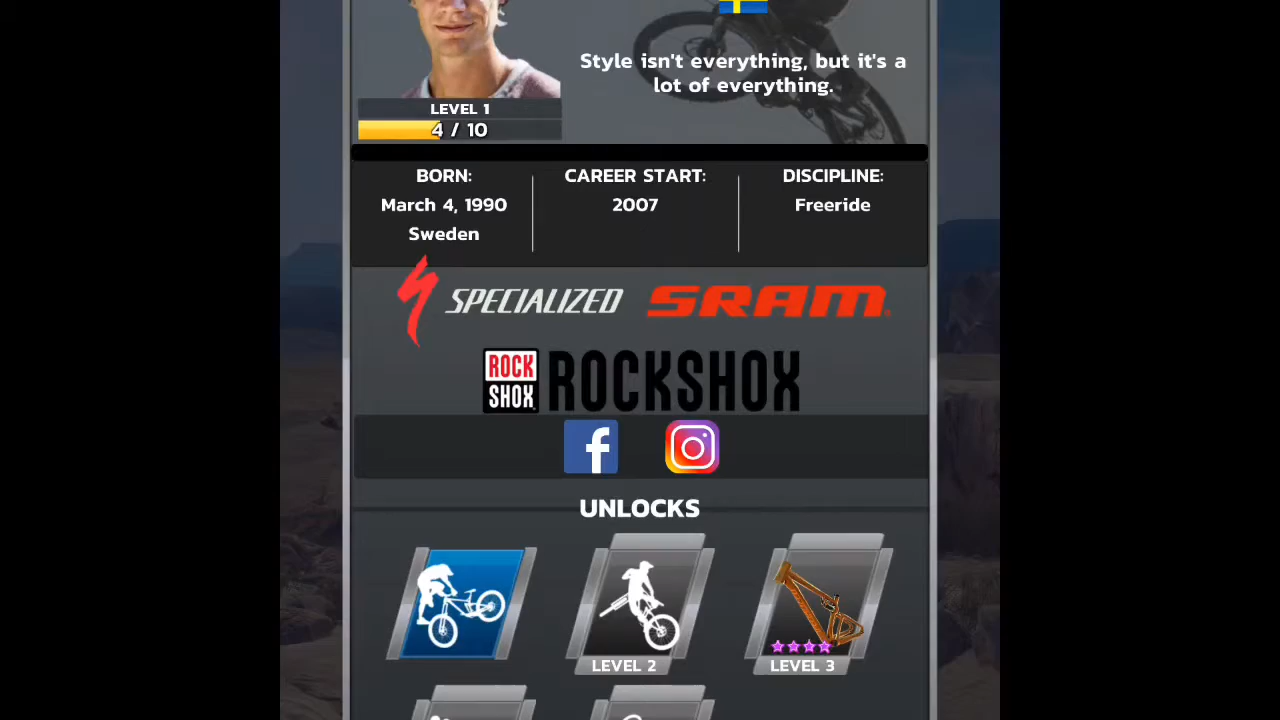 Style isn't everything, but it's a
lot of everything.
LEVEL 1
4 / 10
BORN:
March 4, 1990
Sweden
CAREER START:
2007
DISCIPLINE:
Freeride
SPECIALIZED
SRAM
ROCK
SHOX
ROCKSHOX
UNLOCKS
LEVEL 2
LEVEL 3